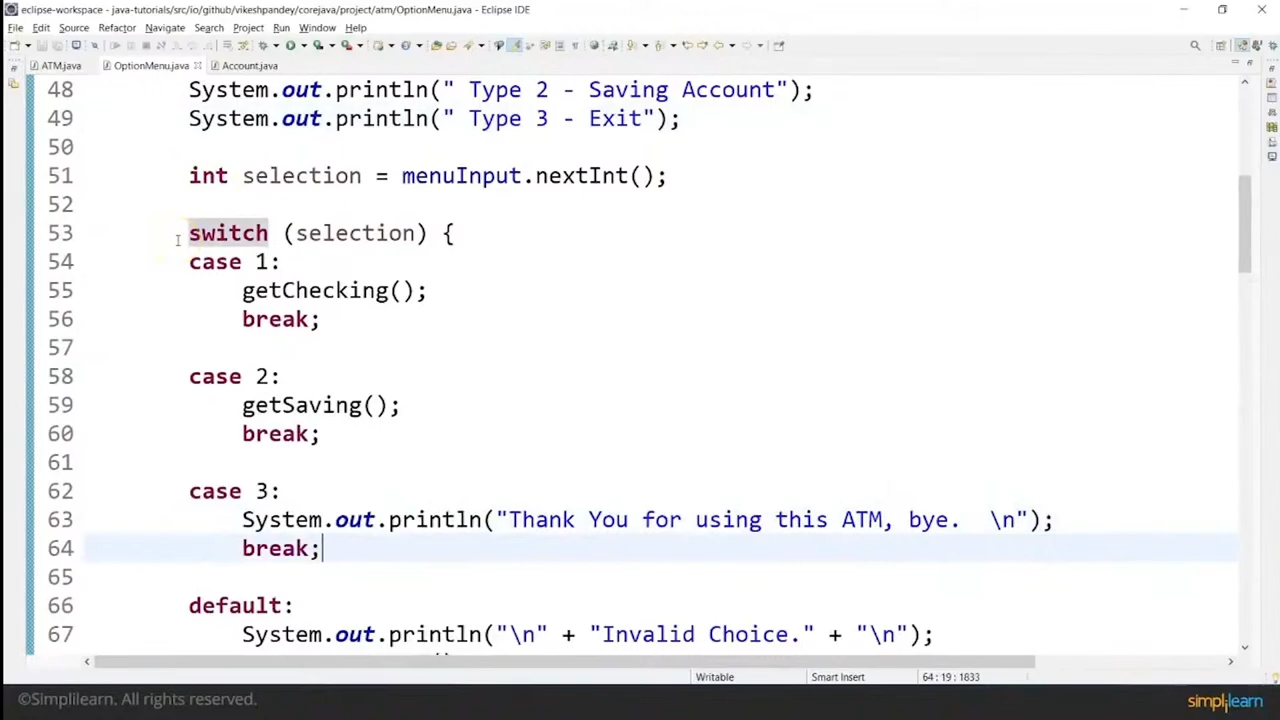 eclipse-workspace - java-tutorials/src/io/github/vikeshpandey/corejava/project/atm/OptionMenu.java - Eclipse IDE
File Edit Source Refactor Navigate Search Project Run Window Help
ATM.java OptionMenu.java Account.java
48 System.out.println(" Type 2 - Saving Account");
49 System.out.println(" Type 3 - Exit");
50
51 int selection = menuInput.nextInt();
52
53 switch (selection) {
54 case 1:
55 getChecking();
56 break;
57
58 case 2:
59 getSaving();
60 break;
61
62 case 3:
63 System.out.println("Thank You for using this ATM, bye.  \n");
64 break;
65
66 default:
67 System.out.println("\n" + "Invalid Choice." + "\n");
Writable Smart Insert 64 : 19 : 1833
©Simplilearn. All rights reserved. simplilearn